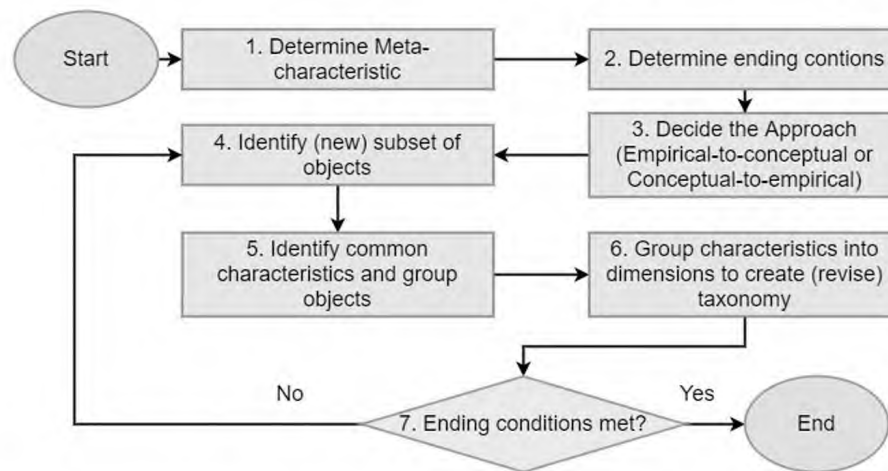 Start
1. Determine Meta-
characteristic
2. Determine ending contions
3. Decide the Approach
(Empirical-to-conceptual or
Conceptual-to-empirical)
4. Identify (new) subset of
objects
5. Identify common
characteristics and group
objects
6. Group characteristics into
dimensions to create (revise)
taxonomy
7. Ending conditions met?
No
Yes
End